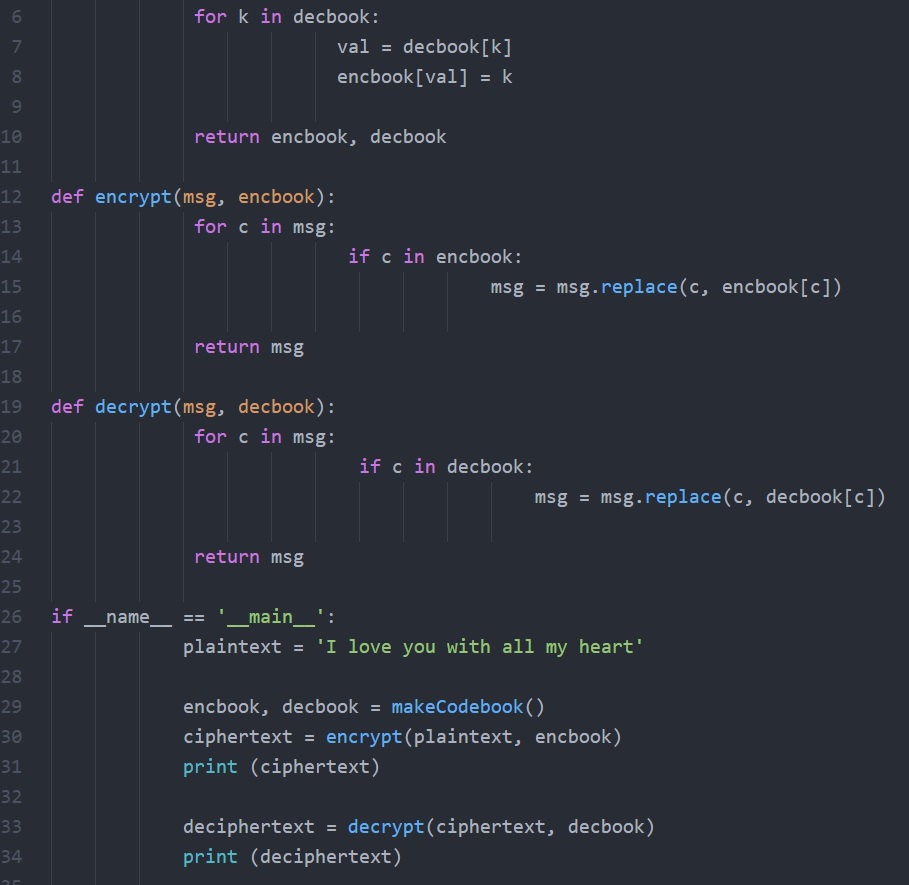 6 for k in decbook:
7 val = decbook[k]
8 encbook[val] = k
9
10 return encbook, decbook
11
12 def encrypt(msg, encbook):
13 for c in msg:
14 if c in encbook:
15 msg = msg.replace(c, encbook[c])
16
17 return msg
18
19 def decrypt(msg, decbook):
20 for c in msg:
21 if c in decbook:
22 msg = msg.replace(c, decbook[c])
23
24 return msg
25
26 if __name__ == '__main__':
27 plaintext = 'I love you with all my heart'
28
29 encbook, decbook = makeCodebook()
30 ciphertext = encrypt(plaintext, encbook)
31 print (ciphertext)
32
33 deciphertext = decrypt(ciphertext, decbook)
34 print (deciphertext)